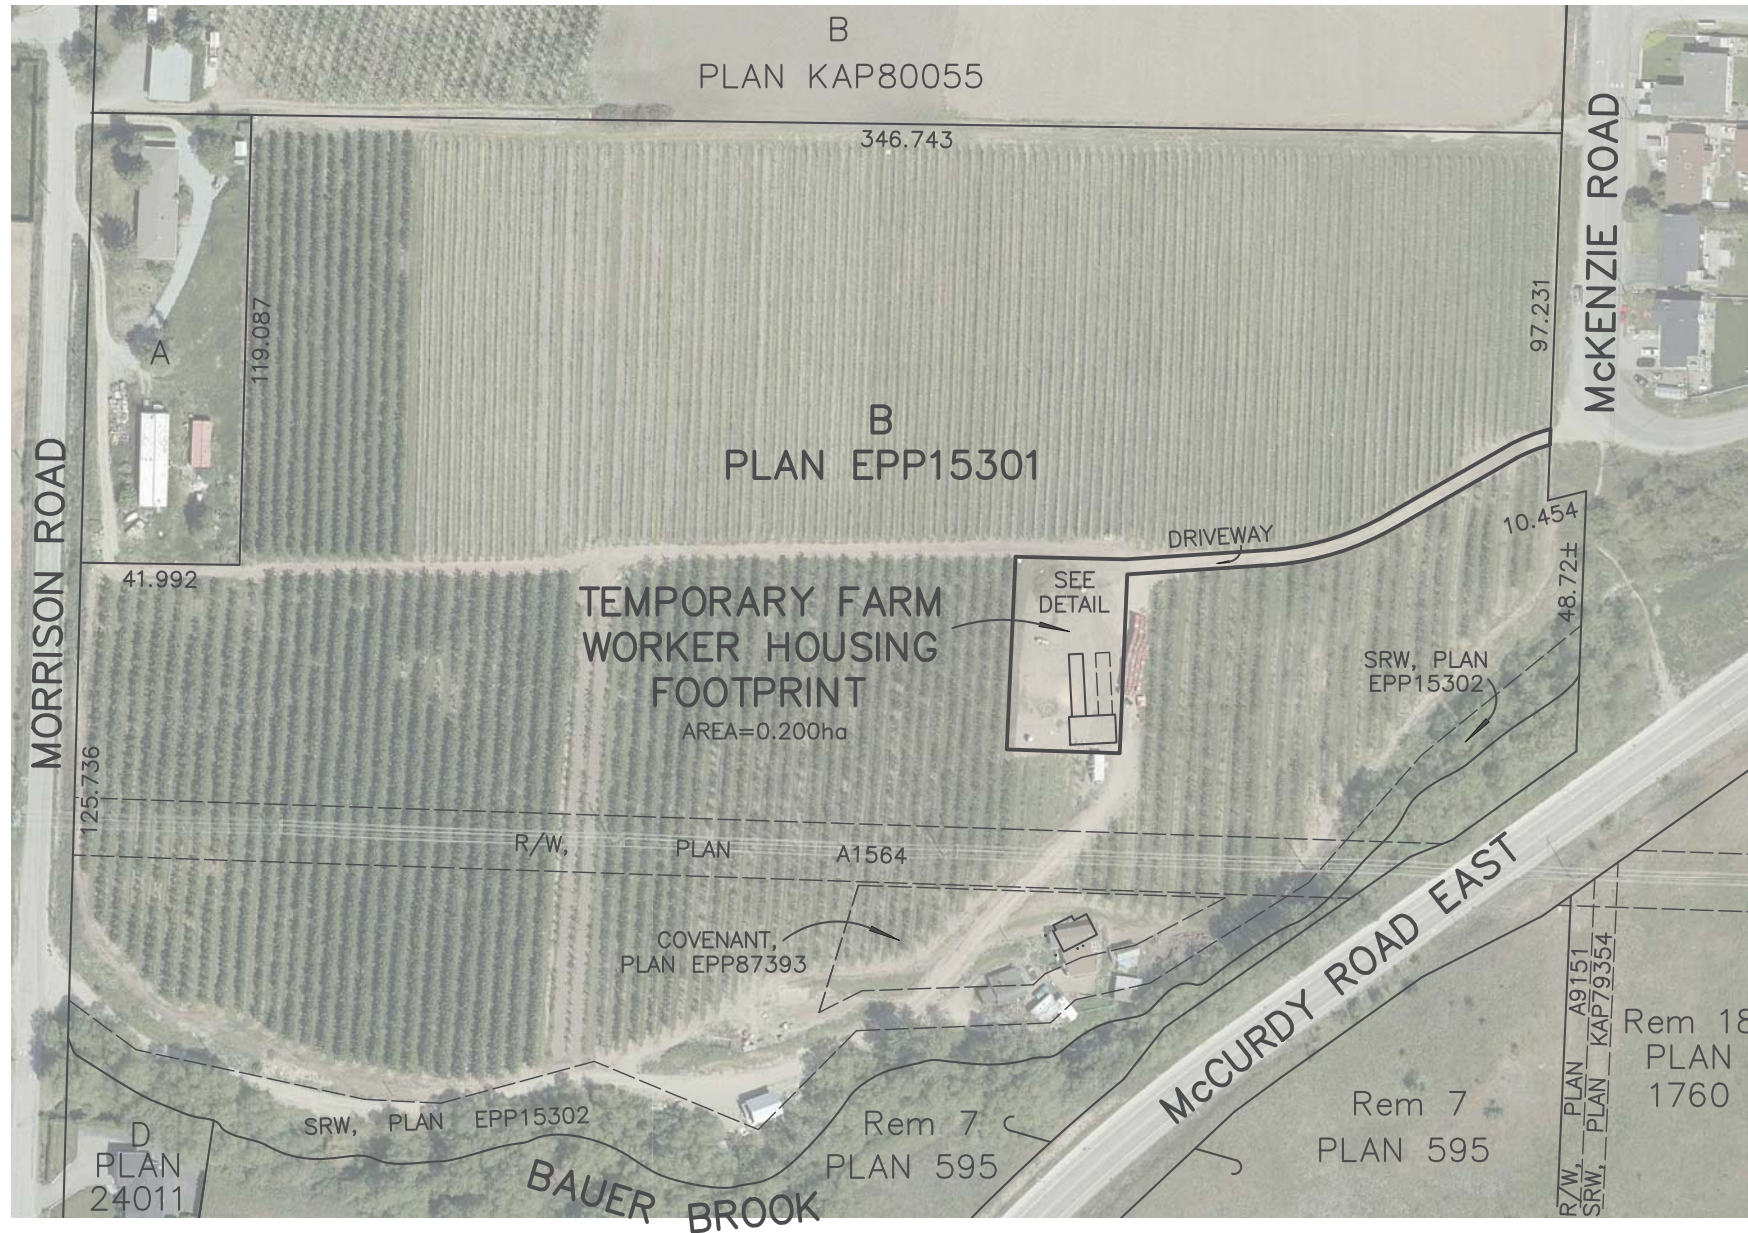 B
PLAN KAP80055
346.743
McKENZIE ROAD
97.231
119.087
A
B
PLAN EPP15301
MORRISON ROAD
10.454
DRIVEWAY
48.72±
41.992
SEE
DETAIL
TEMPORARY FARM
WORKER HOUSING
FOOTPRINT
AREA=0.200ha
SRW, PLAN
EPP15302
125.736
R/W, PLAN A1564
McCURDY ROAD EAST
COVENANT,
PLAN EPP87393
R/W, PLAN A9151
SRW, PLAN KAP79354
Rem 18
PLAN
1760
Rem 7
PLAN 595
Rem 7
PLAN 595
SRW, PLAN EPP15302
D
PLAN
24011
BAUER BROOK